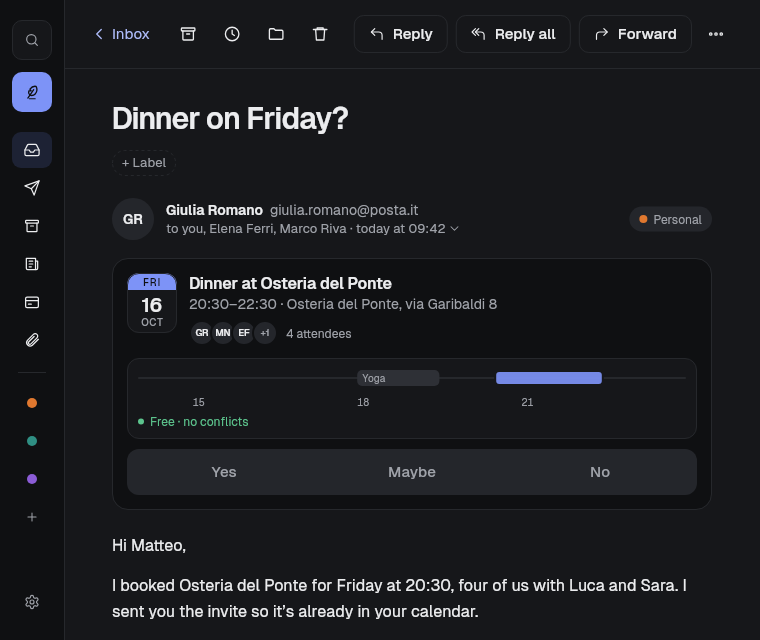 Inbox
Reply
Reply all
Forward
Dinner on Friday?
+ Label
GR
Giulia Romano giulia.romano@posta.it
to you, Elena Ferri, Marco Riva · today at 09:42
Personal
FRI
16
OCT
Dinner at Osteria del Ponte
20:30–22:30 · Osteria del Ponte, via Garibaldi 8
GR MN EF +1 4 attendees
Yoga
15 18 21
Free · no conflicts
Yes Maybe No
Hi Matteo,
I booked Osteria del Ponte for Friday at 20:30, four of us with Luca and Sara. I
sent you the invite so it’s already in your calendar.